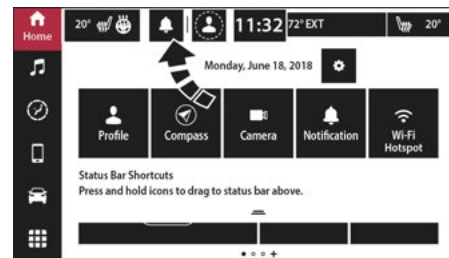 Home
20° 11:32 72° EXT 20°
Monday, June 18, 2018
Profile Compass Camera Notification Wi-Fi
Hotspot
Status Bar Shortcuts
Press and hold icons to drag to status bar above.